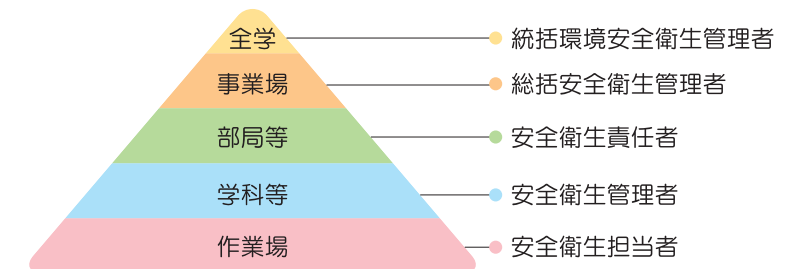 全学 統括環境安全衛生管理者
事業場 総括安全衛生管理者
部局等 安全衛生責任者
学科等 安全衛生管理者
作業場 安全衛生担当者